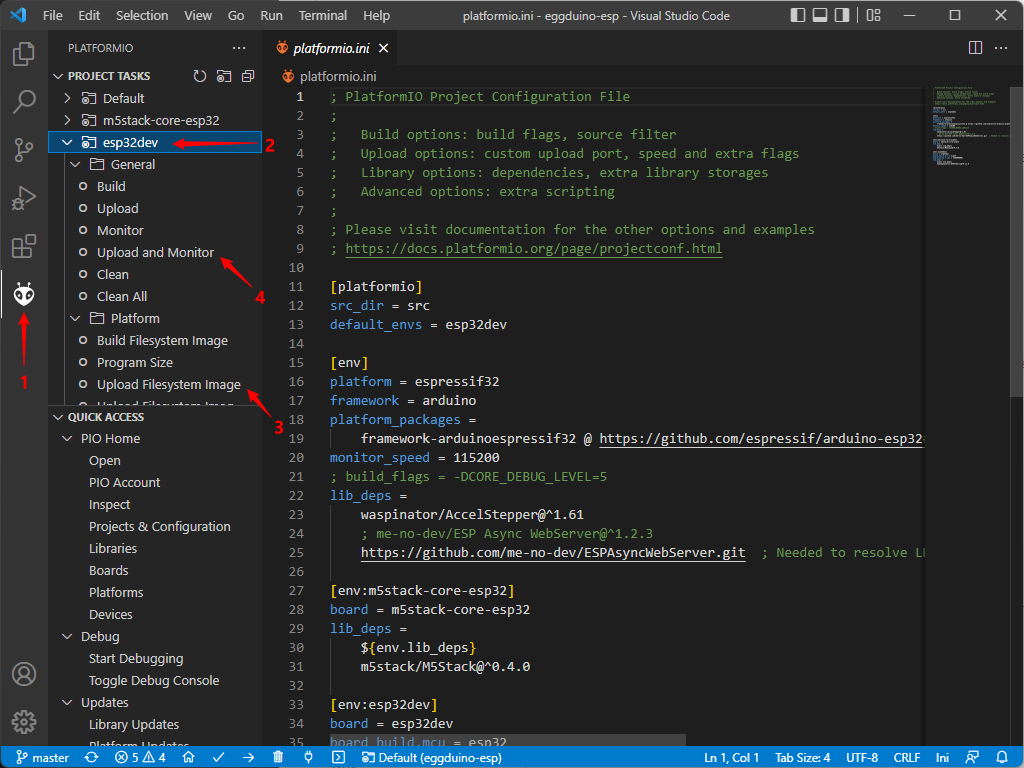 File Edit Selection View Go Run Terminal Help platformio.ini - eggduino-esp - Visual Studio Code
PLATFORMIO
PROJECT TASKS
Default
m5stack-core-esp32
esp32dev
2
General
Build
Upload
Monitor
Upload and Monitor
4
Clean
Clean All
Platform
1
Build Filesystem Image
Program Size
Upload Filesystem Image
3
Upload Filesystem Imag
QUICK ACCESS
PIO Home
Open
PIO Account
Inspect
Projects & Configuration
Libraries
Boards
Platforms
Devices
Debug
Start Debugging
Toggle Debug Console
Updates
Library Updates
Platform Updates
platformio.ini
platformio.ini
1 ; PlatformIO Project Configuration File
2 ;
3 ;   Build options: build flags, source filter
4 ;   Upload options: custom upload port, speed and extra flags
5 ;   Library options: dependencies, extra library storages
6 ;   Advanced options: extra scripting
7 ;
8 ; Please visit documentation for the other options and examples
9 ; https://docs.platformio.org/page/projectconf.html
10
11 [platformio]
12 src_dir = src
13 default_envs = esp32dev
14
15 [env]
16 platform = espressif32
17 framework = arduino
18 platform_packages =
19     framework-arduinoespressif32 @ https://github.com/espressif/arduino-esp32
20 monitor_speed = 115200
21 ; build_flags = -DCORE_DEBUG_LEVEL=5
22 lib_deps =
23     waspinator/AccelStepper@^1.61
24     ; me-no-dev/ESP Async WebServer@^1.2.3
25     https://github.com/me-no-dev/ESPAsyncWebServer.git  ; Needed to resolve
26
27 [env:m5stack-core-esp32]
28 board = m5stack-core-esp32
29 lib_deps =
30     ${env.lib_deps}
31     m5stack/M5Stack@^0.4.0
32
33 [env:esp32dev]
34 board = esp32dev
35 board_build.mcu = esp32
master 5 4 Default (eggduino-esp) Ln 1, Col 1 Tab Size: 4 UTF-8 CRLF Ini